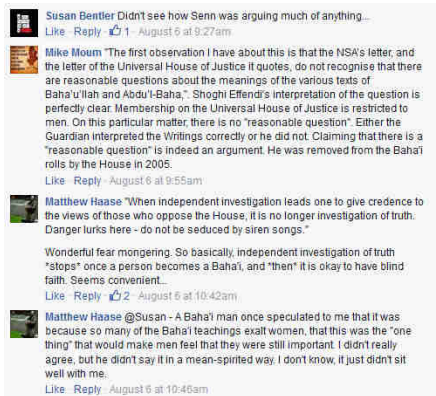 Susan Bentler Didn't see how Senn was arguing much of anything...
Like · Reply · 1 · August 6 at 9:27am
Mike Moum "The first observation I have about this is that the NSA's letter, and
the letter of the Universal House of Justice it quotes, do not recognise that there
are reasonable questions about the meanings of the various texts of
Baha'u'llah and Abdu'l-Baha,". Shoghi Effendi's interpretation of the question is
perfectly clear. Membership on the Universal House of Justice is restricted to
men. On this particular matter, there is no "reasonable question". Either the
Guardian interpreted the Writings correctly or he did not. Claiming that there is a
"reasonable question" is indeed an argument. He was removed from the Baha'i
rolls by the House in 2005.
Like · Reply · August 6 at 9:55am
Matthew Haase "When independent investigation leads one to give credence to
the views of those who oppose the House, it is no longer investigation of truth.
Danger lurks here - do not be seduced by siren songs."
Wonderful fear mongering. So basically, independent investigation of truth
*stops* once a person becomes a Baha'i, and *then* it is okay to have blind
faith. Seems convenient...
Like · Reply · 2 · August 6 at 10:42am
Matthew Haase @Susan - A Baha'i man once speculated to me that it was
because so many of the Baha'i teachings exalt women, that this was the "one
thing" that would make men feel that they were still important. I didn't really
agree, but he didn't say it in a mean-spirited way. I don't know, it just didn't sit
well with me.
Like · Reply · August 6 at 10:46am